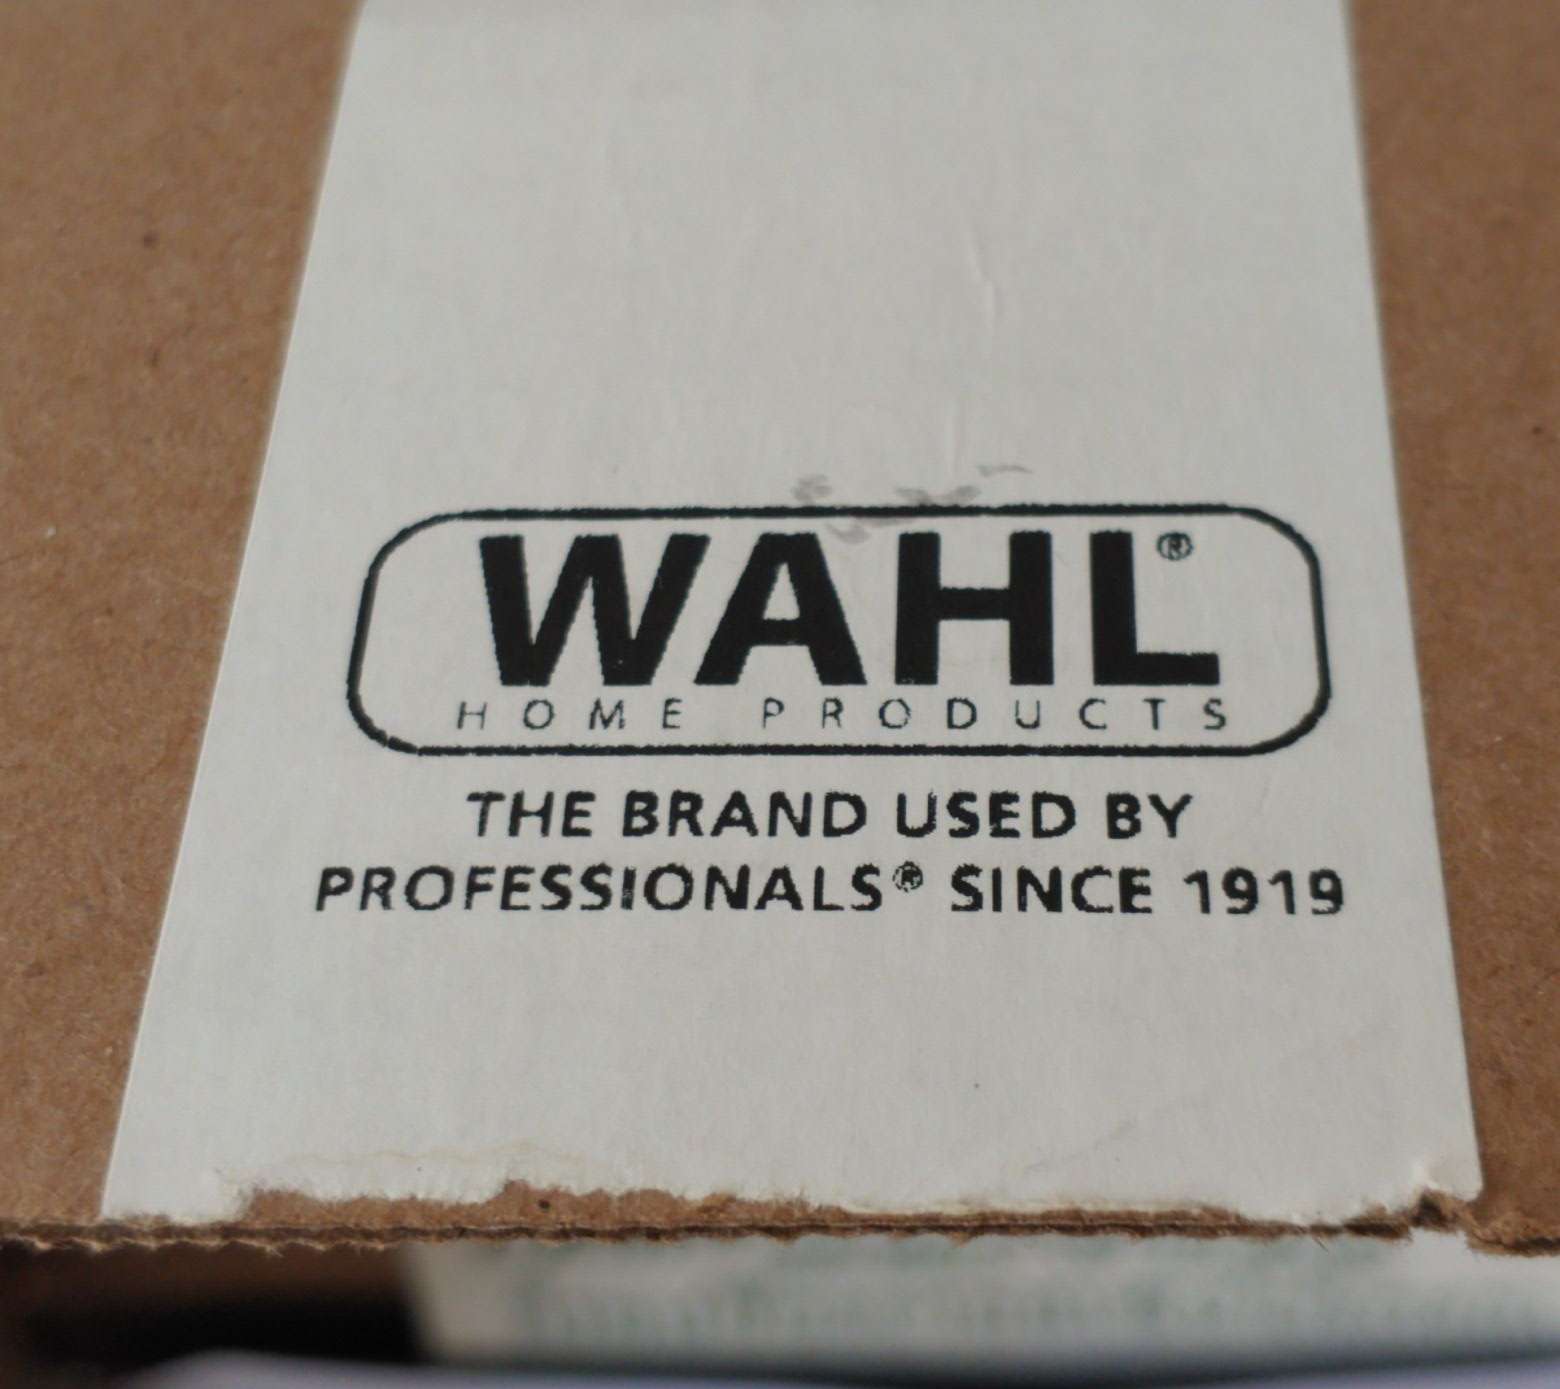 WAHL®
HOME PRODUCTS
THE BRAND USED BY
PROFESSIONALS® SINCE 1919